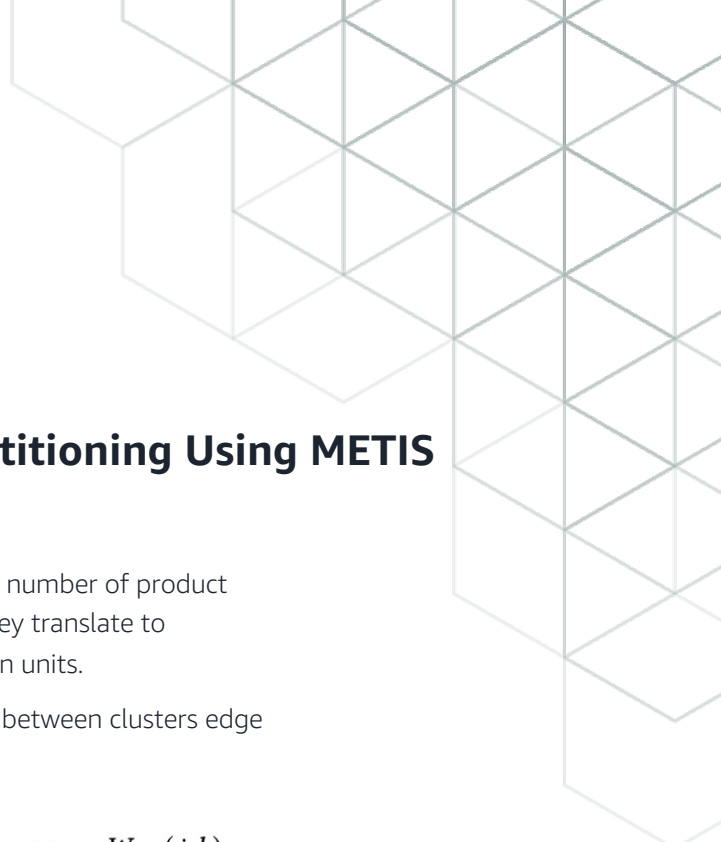 titioning Using METIS
number of product
ey translate to
n units.
between clusters edge